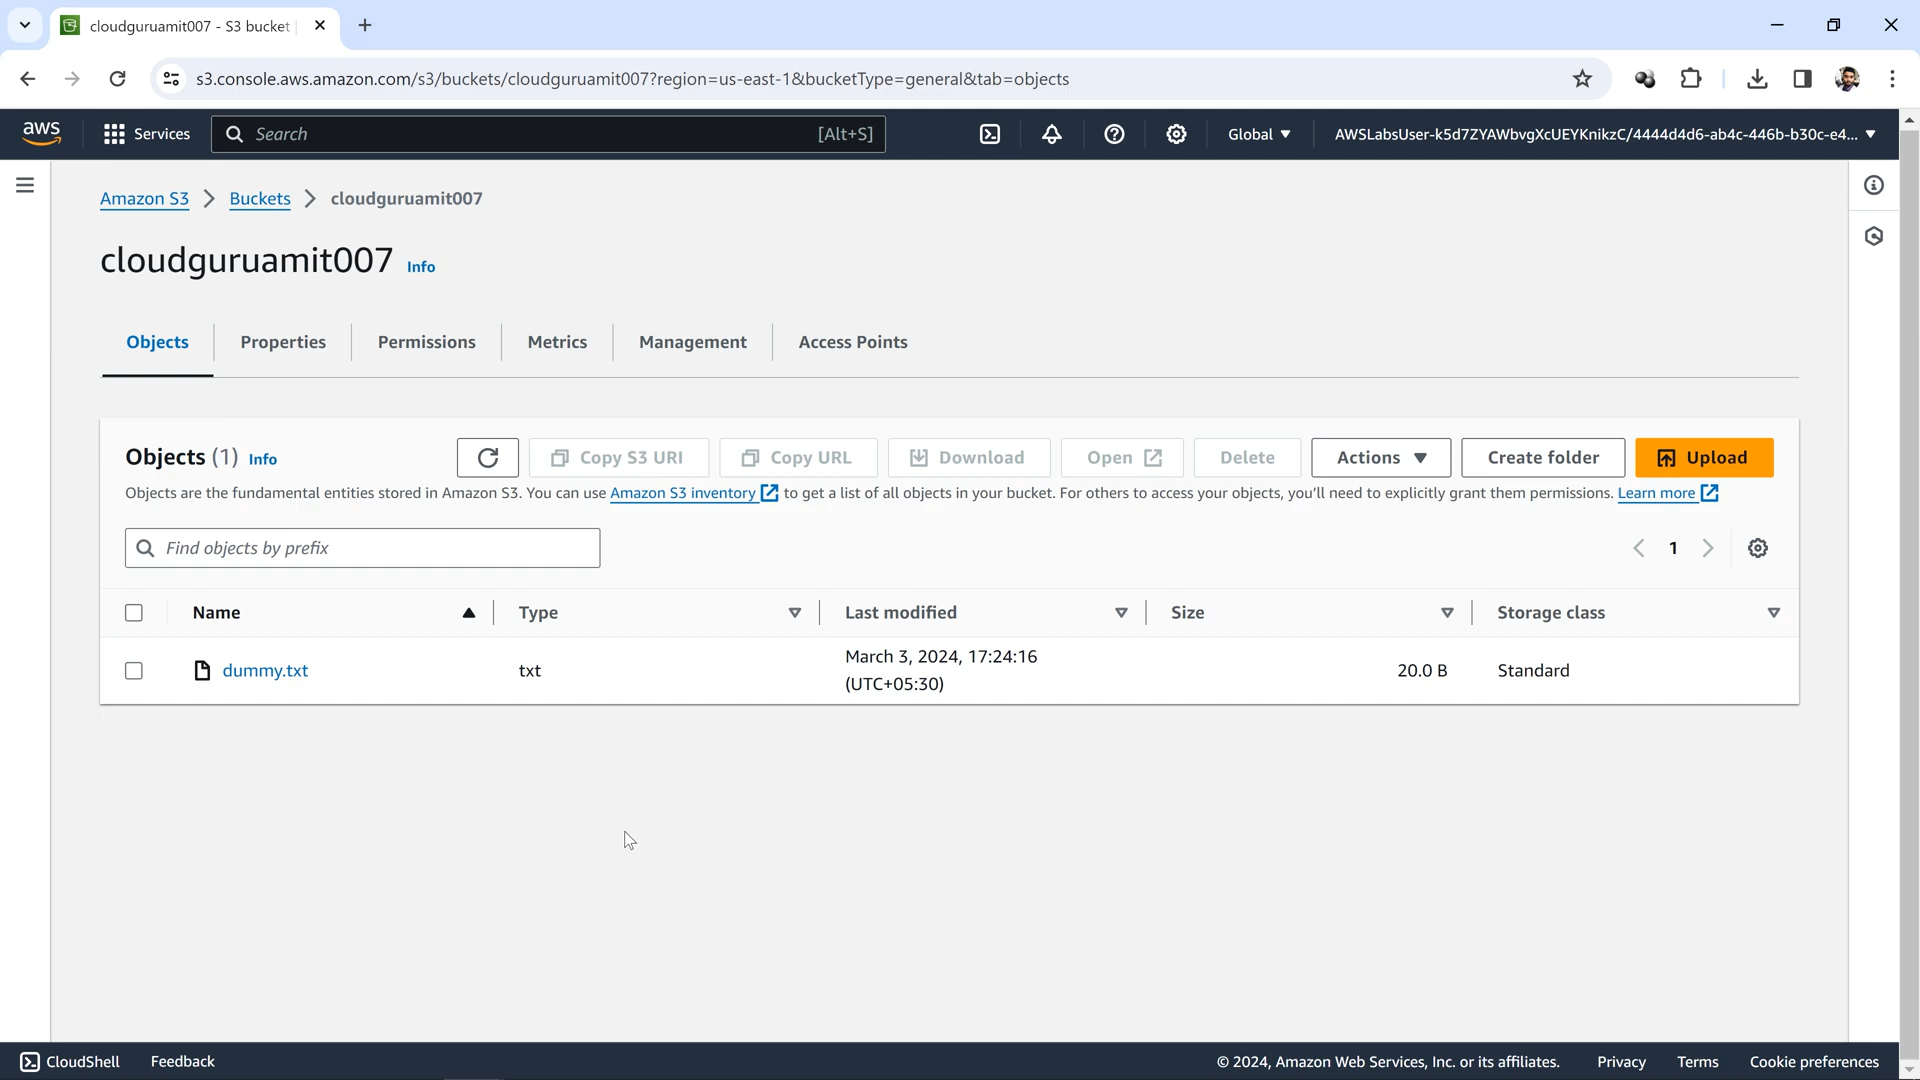 cloudguruamit007 - S3 bucket
s3.console.aws.amazon.com/s3/buckets/cloudguruamit007?region=us-east-1&bucketType=general&tab=objects
aws
Services
Search
[Alt+S]
Global
AWSLabsUser-k5d7ZYAWbvgXcUEYKnikzC/4444d4d6-ab4c-446b-b30c-e4...
Amazon S3
Buckets
cloudguruamit007
cloudguruamit007 Info
Objects
Properties
Permissions
Metrics
Management
Access Points
Objects (1) Info
Copy S3 URI
Copy URL
Download
Open
Delete
Actions
Create folder
Upload
Objects are the fundamental entities stored in Amazon S3. You can use Amazon S3 inventory to get a list of all objects in your bucket. For others to access your objects, you'll need to explicitly grant them permissions. Learn more
Find objects by prefix
1
Name
Type
Last modified
Size
Storage class
dummy.txt
txt
March 3, 2024, 17:24:16
(UTC+05:30)
20.0 B
Standard
CloudShell
Feedback
© 2024, Amazon Web Services, Inc. or its affiliates.
Privacy
Terms
Cookie preferences